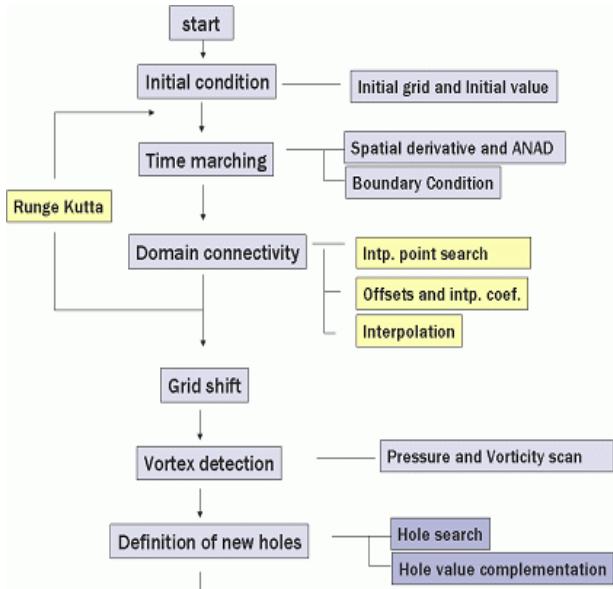 start
Initial condition
Initial grid and Initial value
Time marching
Spatial derivative and ANAD
Boundary Condition
Runge Kutta
Domain connectivity
Intp. point search
Offsets and intp. coef.
Interpolation
Grid shift
Vortex detection
Pressure and Vorticity scan
Definition of new holes
Hole search
Hole value complementation